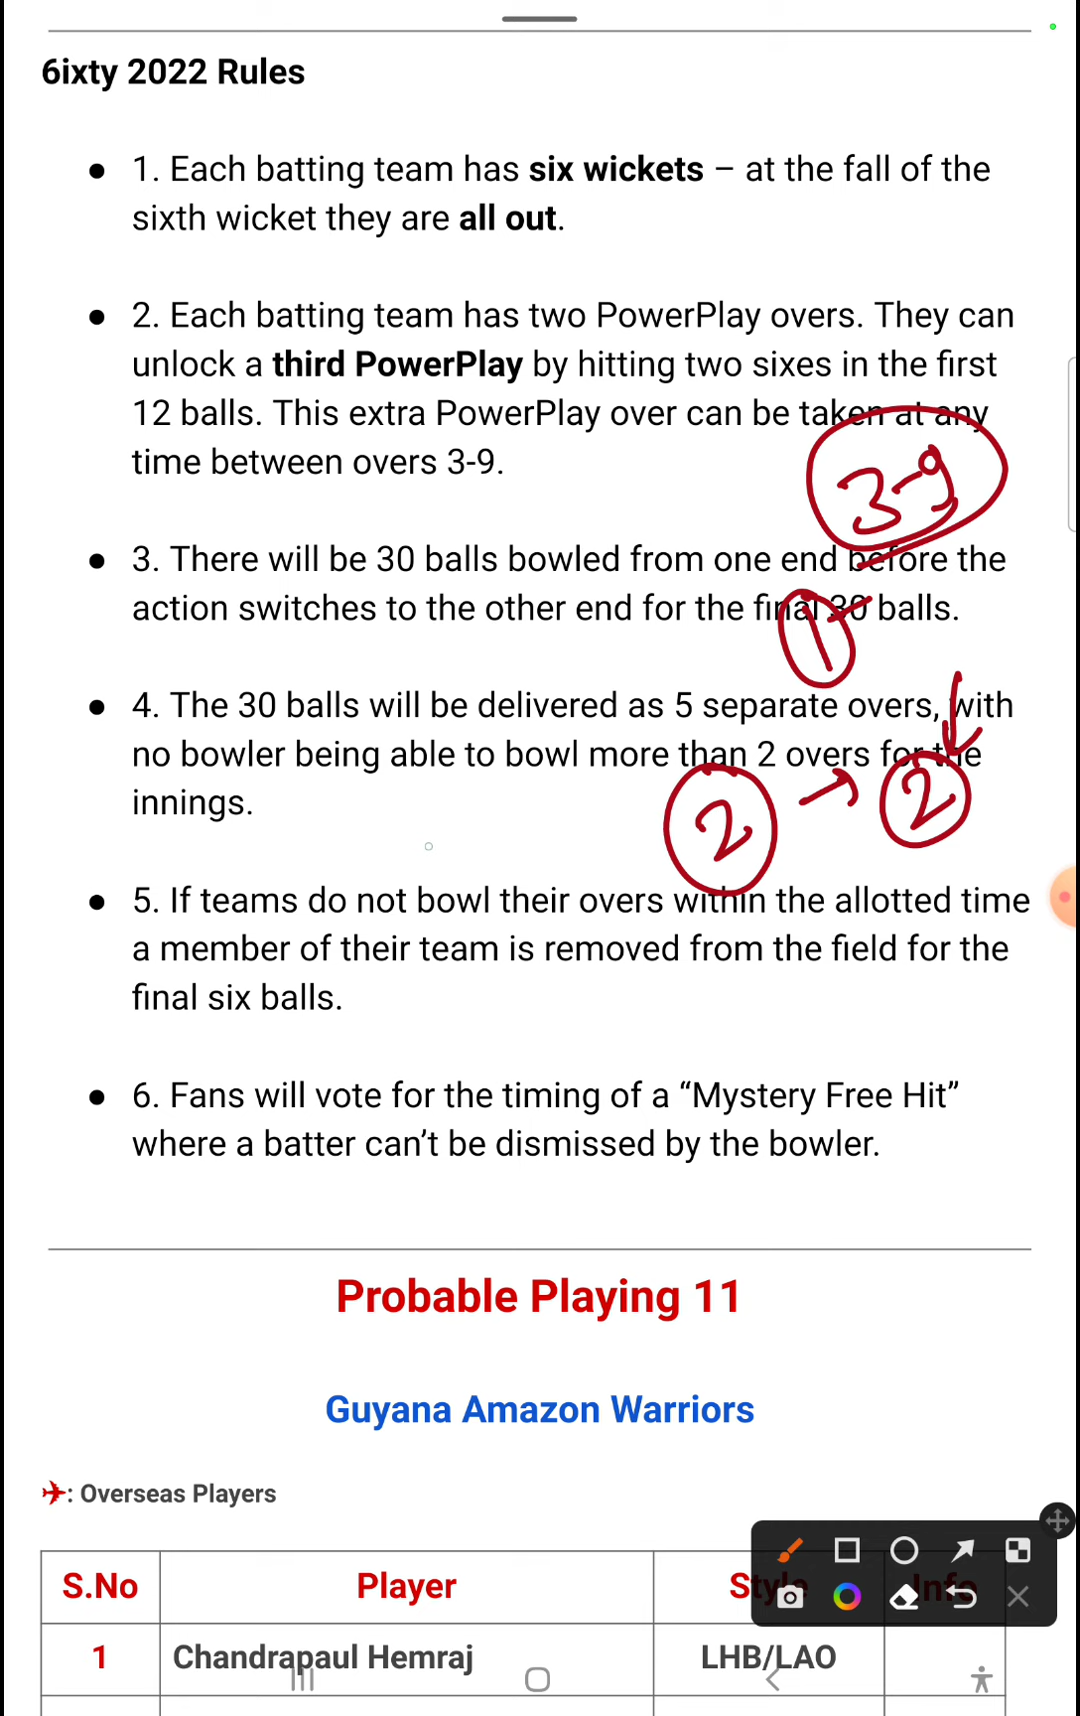 6ixty 2022 Rules
1. Each batting team has six wickets – at the fall of the
sixth wicket they are all out.
2. Each batting team has two PowerPlay overs. They can
unlock a third PowerPlay by hitting two sixes in the first
12 balls. This extra PowerPlay over can be taken at any
time between overs 3-9.
3-9
3. There will be 30 balls bowled from one end before the
action switches to the other end for the final 30 balls.
1
4. The 30 balls will be delivered as 5 separate overs, with
no bowler being able to bowl more than 2 overs for the
innings.
2 → 2
5. If teams do not bowl their overs within the allotted time
a member of their team is removed from the field for the
final six balls.
6. Fans will vote for the timing of a “Mystery Free Hit”
where a batter can’t be dismissed by the bowler.
Probable Playing 11
Guyana Amazon Warriors
✈: Overseas Players
S.No Player Style Info
1 Chandrapaul Hemraj LHB/LAO